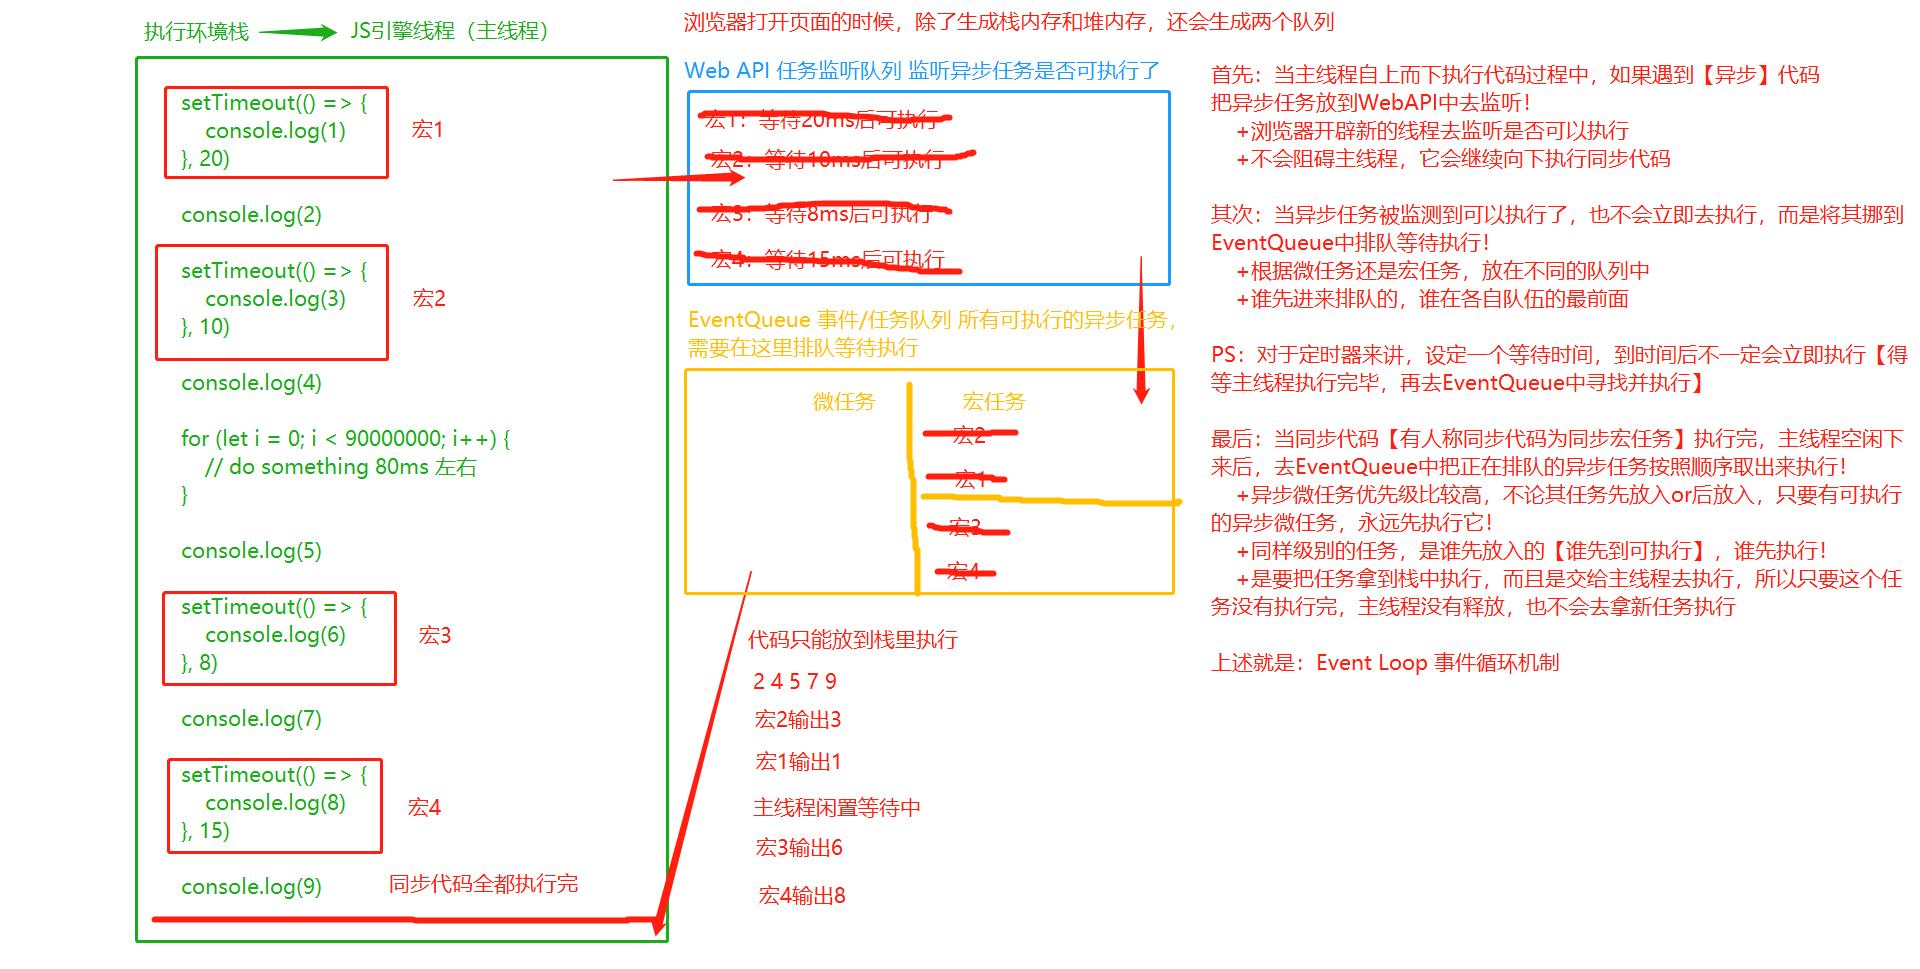 执行环境栈
JS引擎线程（主线程）
setTimeout(() => {
console.log(1)
}, 20)
宏1
console.log(2)
setTimeout(() => {
console.log(3)
}, 10)
宏2
console.log(4)
for (let i = 0; i < 90000000; i++) {
// do something 80ms 左右
}
console.log(5)
setTimeout(() => {
console.log(6)
}, 8)
宏3
console.log(7)
setTimeout(() => {
console.log(8)
}, 15)
宏4
console.log(9)
同步代码全都执行完
浏览器打开页面的时候，除了生成栈内存和堆内存，还会生成两个队列
Web API 任务监听队列 监听异步任务是否可执行了
宏1：等待20ms后可执行
宏2：等待10ms后可执行
宏3：等待8ms后可执行
宏4：等待15ms后可执行
EventQueue 事件/任务队列 所有可执行的异步任务，
需要在这里排队等待执行
微任务
宏任务
宏2
宏1
宏3
宏4
代码只能放到栈里执行
2 4 5 7 9
宏2输出3
宏1输出1
主线程闲置等待中
宏3输出6
宏4输出8
首先：当主线程自上而下执行代码过程中，如果遇到【异步】代码
把异步任务放到WebAPI中去监听！
+浏览器开辟新的线程去监听是否可以执行
+不会阻碍主线程，它会继续向下执行同步代码
其次：当异步任务被监测到可以执行了，也不会立即去执行，而是将其挪到
EventQueue中排队等待执行！
+根据微任务还是宏任务，放在不同的队列中
+谁先进来排队的，谁在各自队伍的最前面
PS：对于定时器来讲，设定一个等待时间，到时间后不一定会立即执行【得
等主线程执行完毕，再去EventQueue中寻找并执行】
最后：当同步代码【有人称同步代码为同步宏任务】执行完，主线程空闲下
来后，去EventQueue中把正在排队的异步任务按照顺序取出来执行！
+异步微任务优先级比较高，不论其任务先放入or后放入，只要有可执行
的异步微任务，永远先执行它！
+同样级别的任务，是谁先放入的【谁先到可执行】，谁先执行！
+是要把任务拿到栈中执行，而且是交给主线程去执行，所以只要这个任
务没有执行完，主线程没有释放，也不会去拿新任务执行
上述就是：Event Loop 事件循环机制